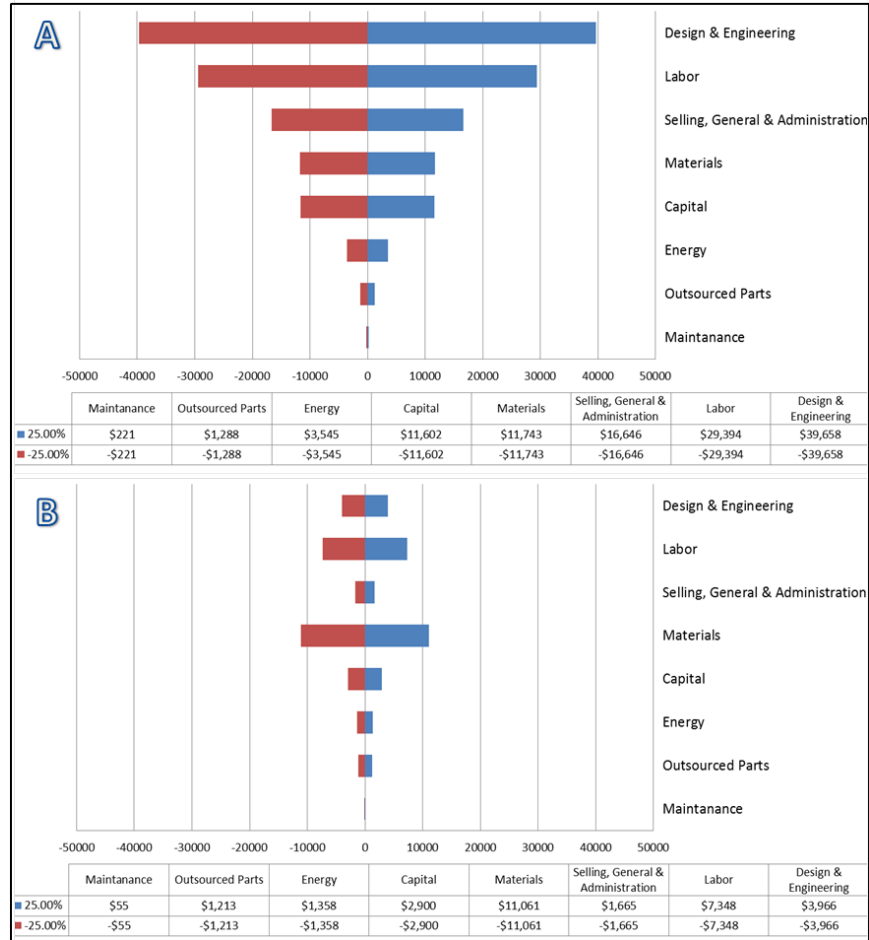 A
Design & Engineering
Labor
Selling, General & Administration
Materials
Capital
Energy
Outsourced Parts
Maintanance
-50000 -40000 -30000 -20000 -10000 0 10000 20000 30000 40000 50000
Maintanance Outsourced Parts Energy Capital Materials Selling, General & Administration Labor Design & Engineering
25.00% $221 $1,288 $3,545 $11,602 $11,743 $16,646 $29,394 $39,658
-25.00% -$221 -$1,288 -$3,545 -$11,602 -$11,743 -$16,646 -$29,394 -$39,658
B
Design & Engineering
Labor
Selling, General & Administration
Materials
Capital
Energy
Outsourced Parts
Maintanance
-50000 -40000 -30000 -20000 -10000 0 10000 20000 30000 40000 50000
Maintanance Outsourced Parts Energy Capital Materials Selling, General & Administration Labor Design & Engineering
25.00% $55 $1,213 $1,358 $2,900 $11,061 $1,665 $7,348 $3,966
-25.00% -$55 -$1,213 -$1,358 -$2,900 -$11,061 -$1,665 -$7,348 -$3,966